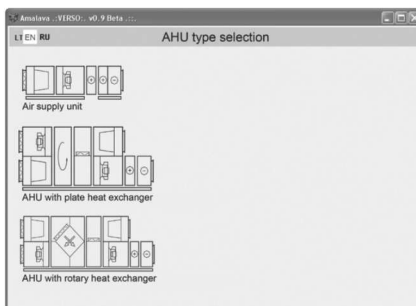 Amalava .:VERSO:. v0.9 Beta .::.
LT EN RU
AHU type selection
Air supply unit
AHU with plate heat exchanger
AHU with rotary heat exchanger